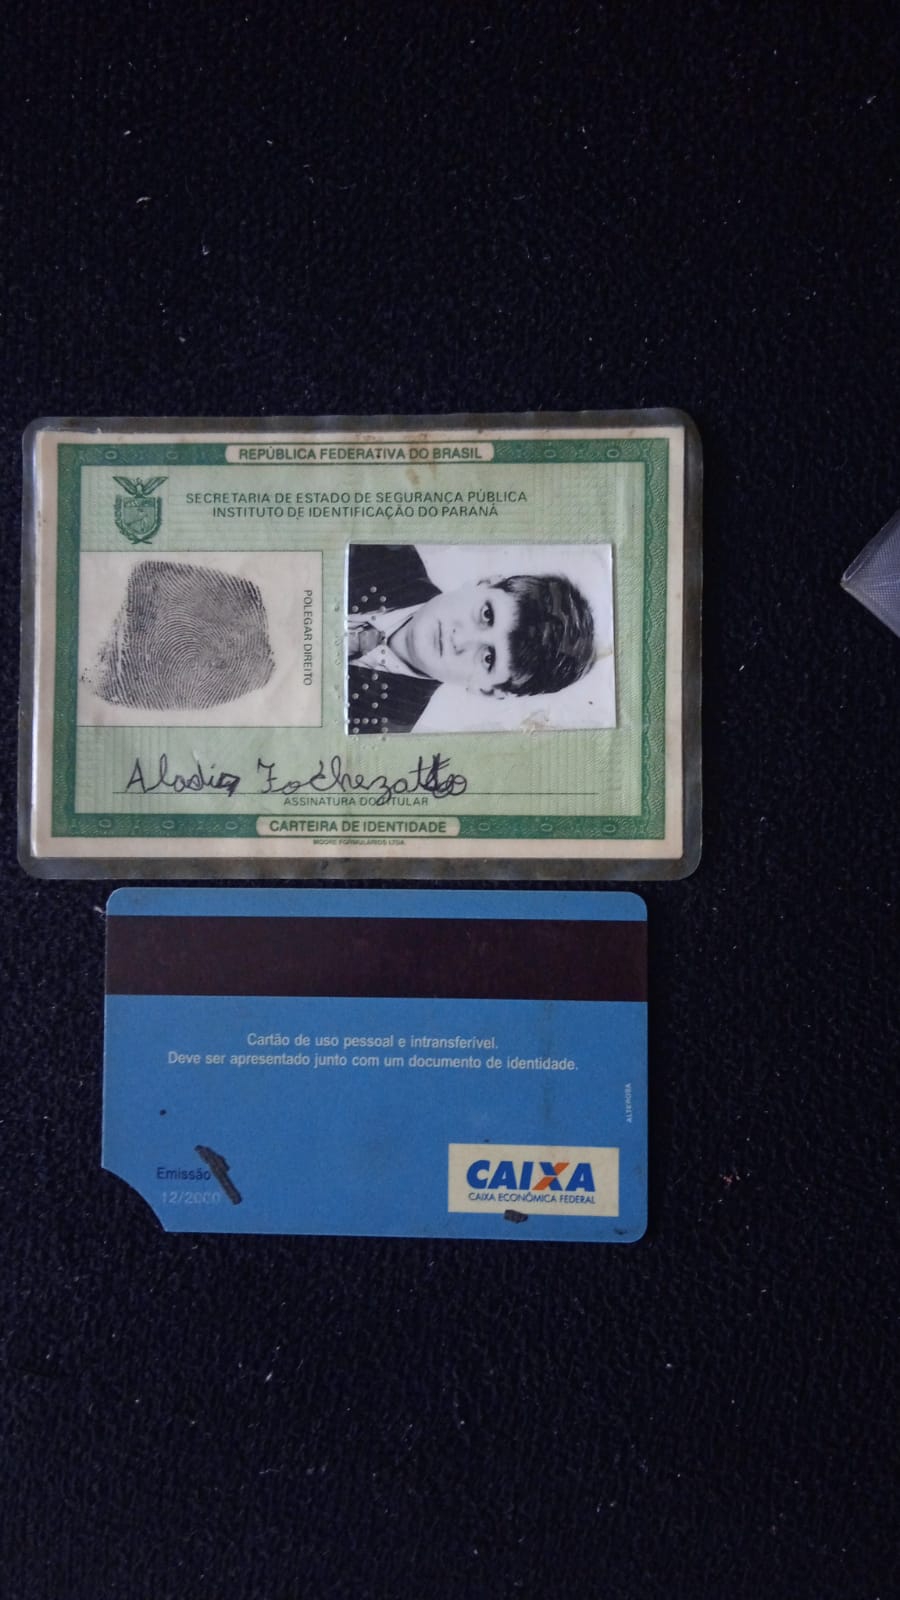 REPÚBLICA FEDERATIVA DO BRASIL
SECRETARIA DE ESTADO DE SEGURANÇA PÚBLICA
INSTITUTO DE IDENTIFICAÇÃO DO PARANÁ
POLEGAR DIREITO
ASSINATURA DO TITULAR
CARTEIRA DE IDENTIDADE
MOORE FORMULÁRIOS LTDA.
Cartão de uso pessoal e intransferível.
Deve ser apresentado junto com um documento de identidade.
ALTEROSA
Emissão
12/2000
CAIXA
CAIXA ECONÔMICA FEDERAL